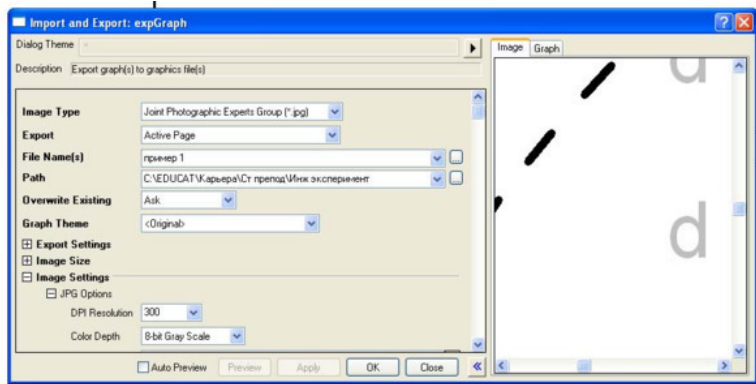 Import and Export: expGraph
Dialog Theme *
Description Export graph(s) to graphics file(s)
Image Type Joint Photographic Experts Group (*.jpg)
Export Active Page
File Name(s) пример 1
Path C:\EDUCAT\Карьера\Ст препод\Инж эксперимент
Overwrite Existing Ask
Graph Theme <Original>
Export Settings
Image Size
Image Settings
JPG Options
DPI Resolution 300
Color Depth 8-bit Gray Scale
Auto Preview Preview Apply OK Close
Image Graph
d
d